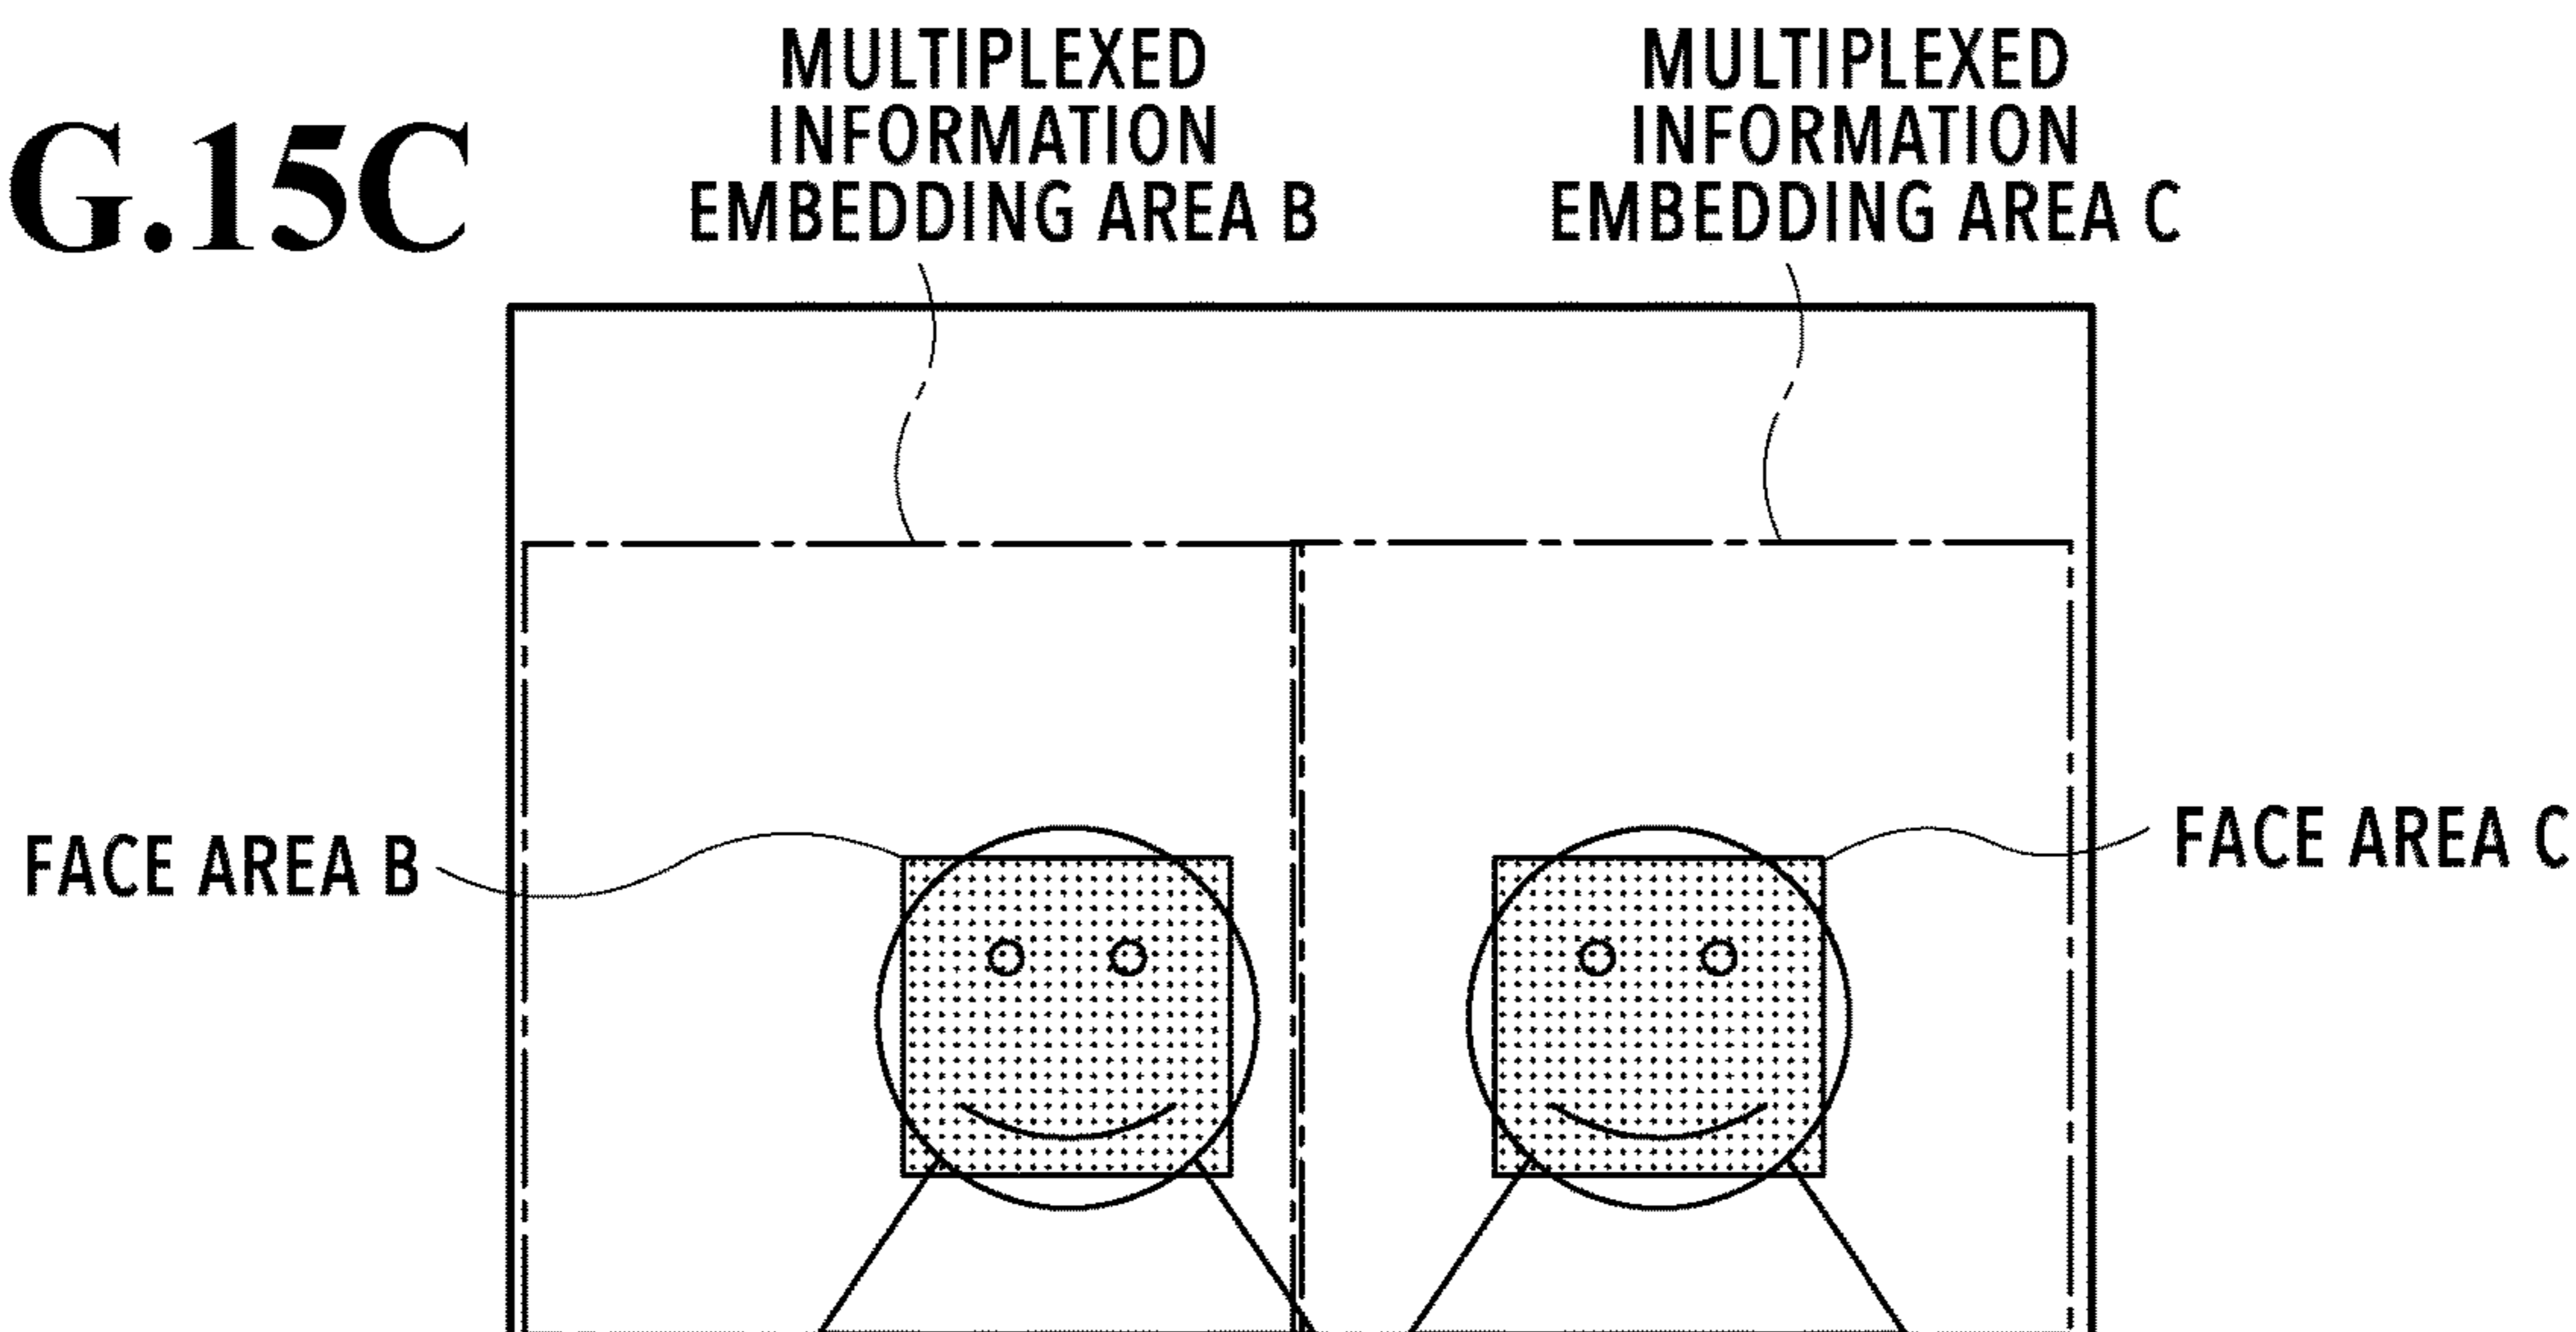 G.15C
MULTIPLEXED
INFORMATION
EMBEDDING AREA B
MULTIPLEXED
INFORMATION
EMBEDDING AREA C
FACE AREA B
FACE AREA C